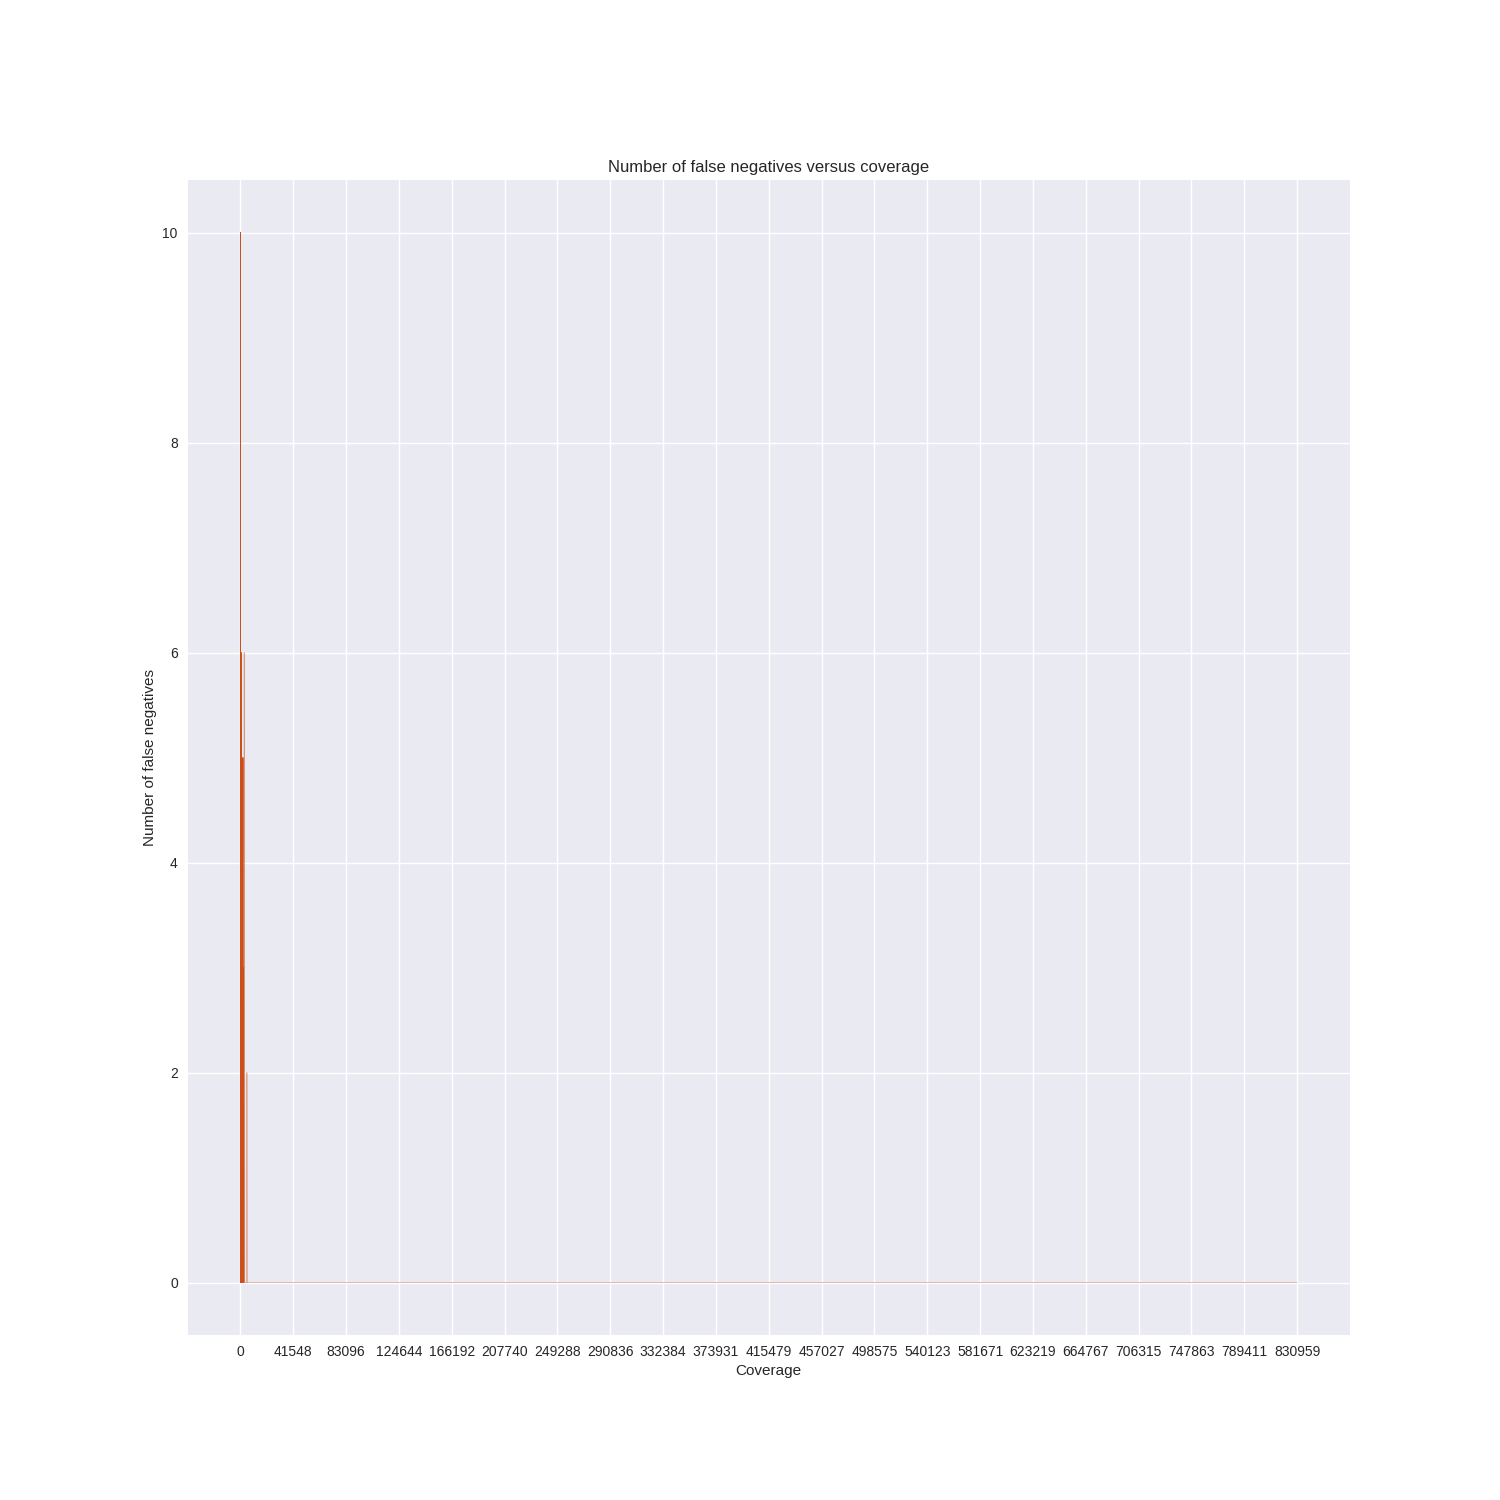 Number of false negatives versus coverage
10
8
6
4
2
0
Number of false negatives
0 41548 83096 124644 166192 207740 249288 290836 332384 373931 415479 457027 498575 540123 581671 623219 664767 706315 747863 789411 830959
Coverage